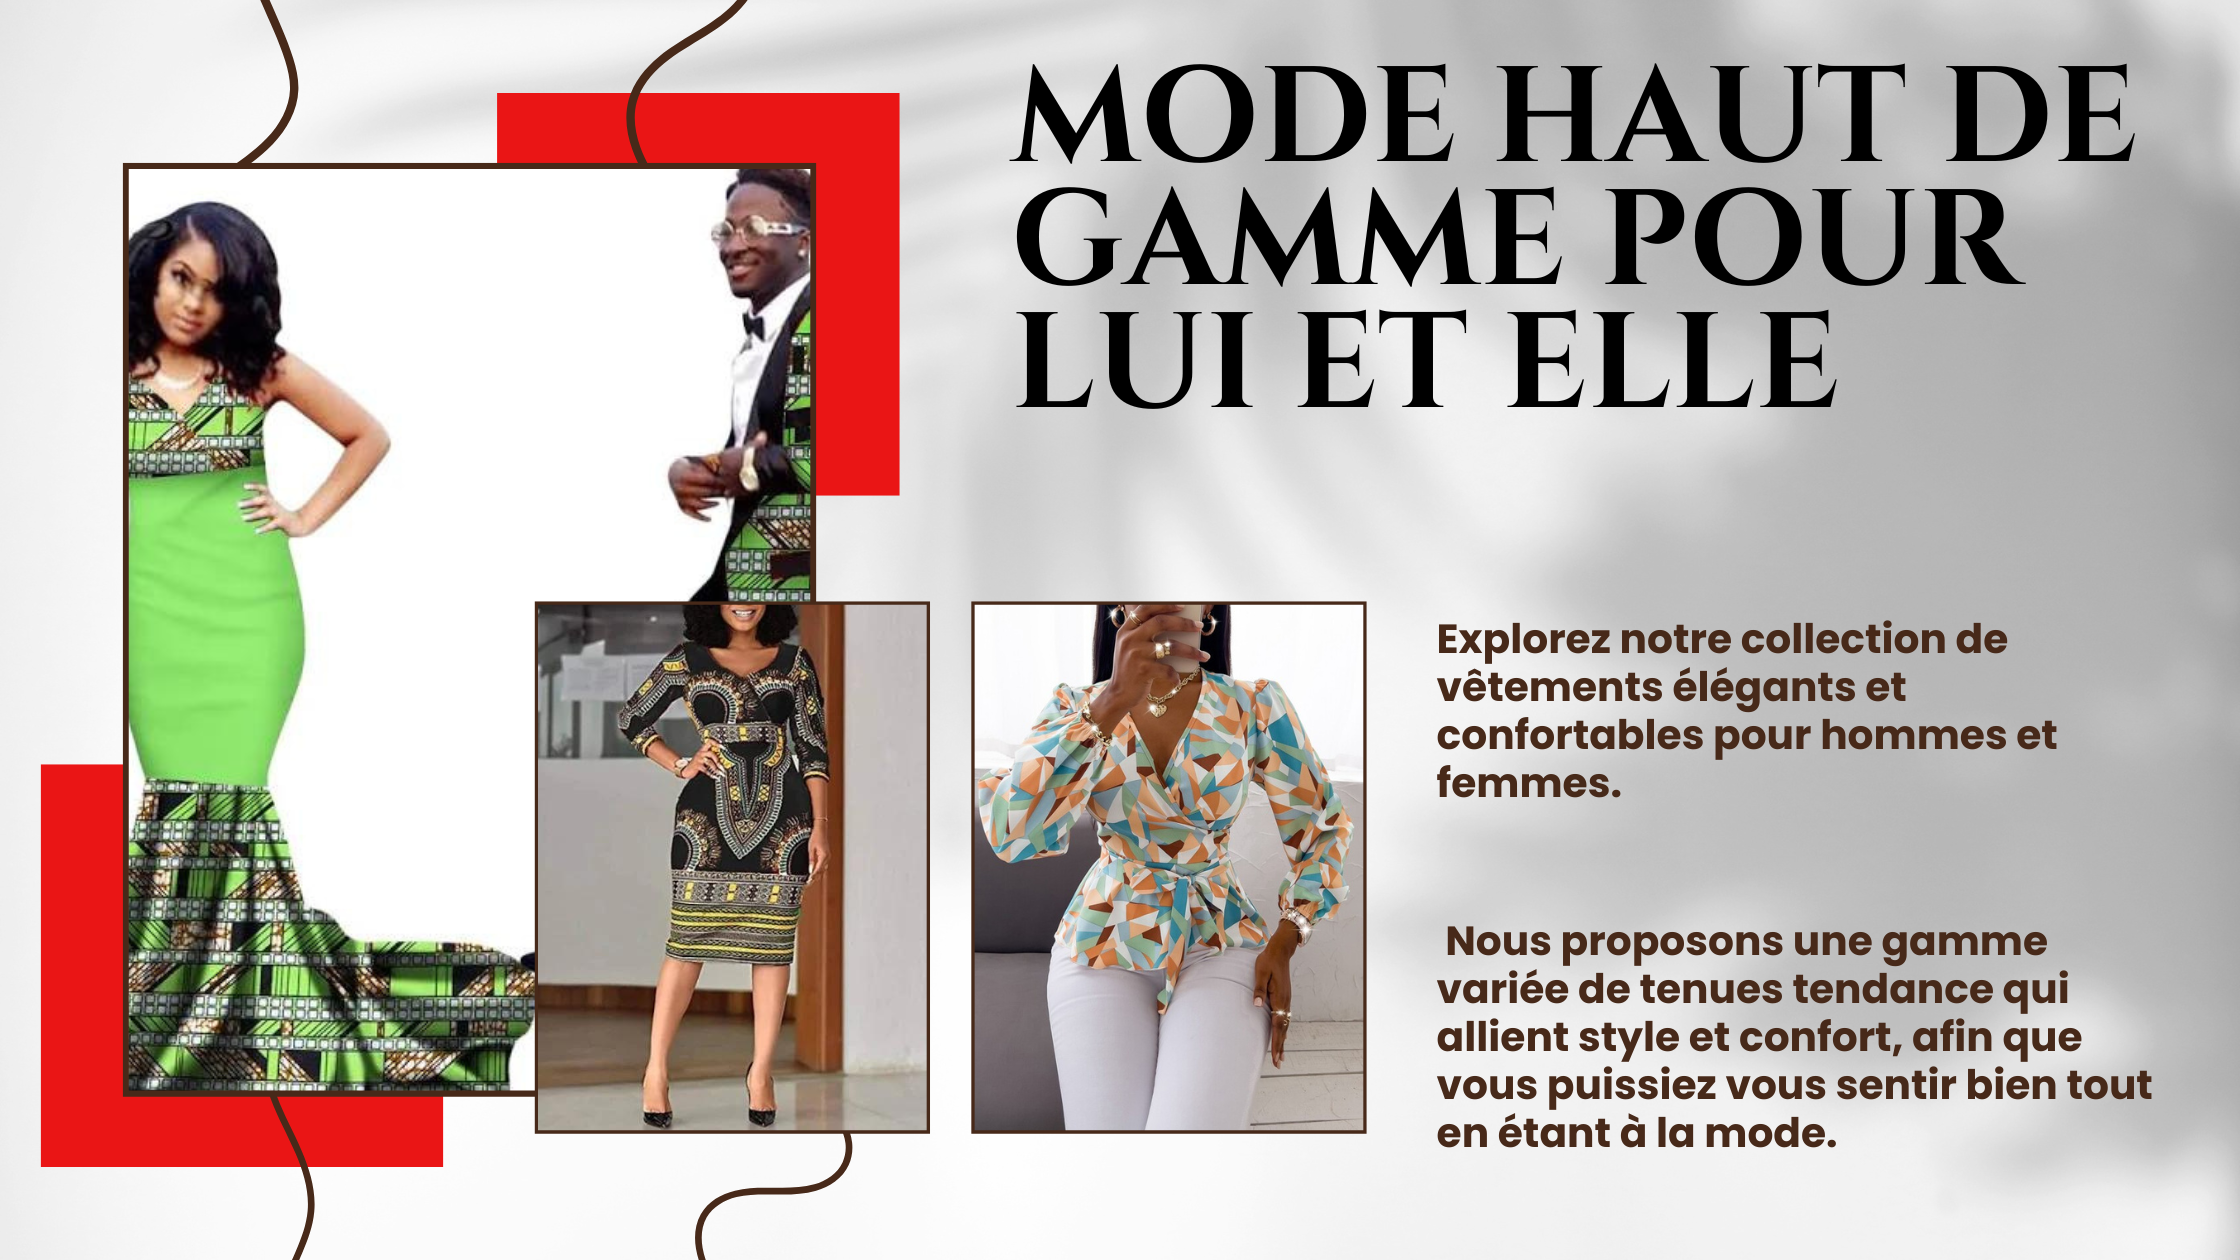 MODE HAUT DE
GAMME POUR
LUI ET ELLE
Explorez notre collection de
vêtements élégants et
confortables pour hommes et
femmes.
Nous proposons une gamme
variée de tenues tendance qui
allient style et confort, afin que
vous puissiez vous sentir bien tout
en étant à la mode.